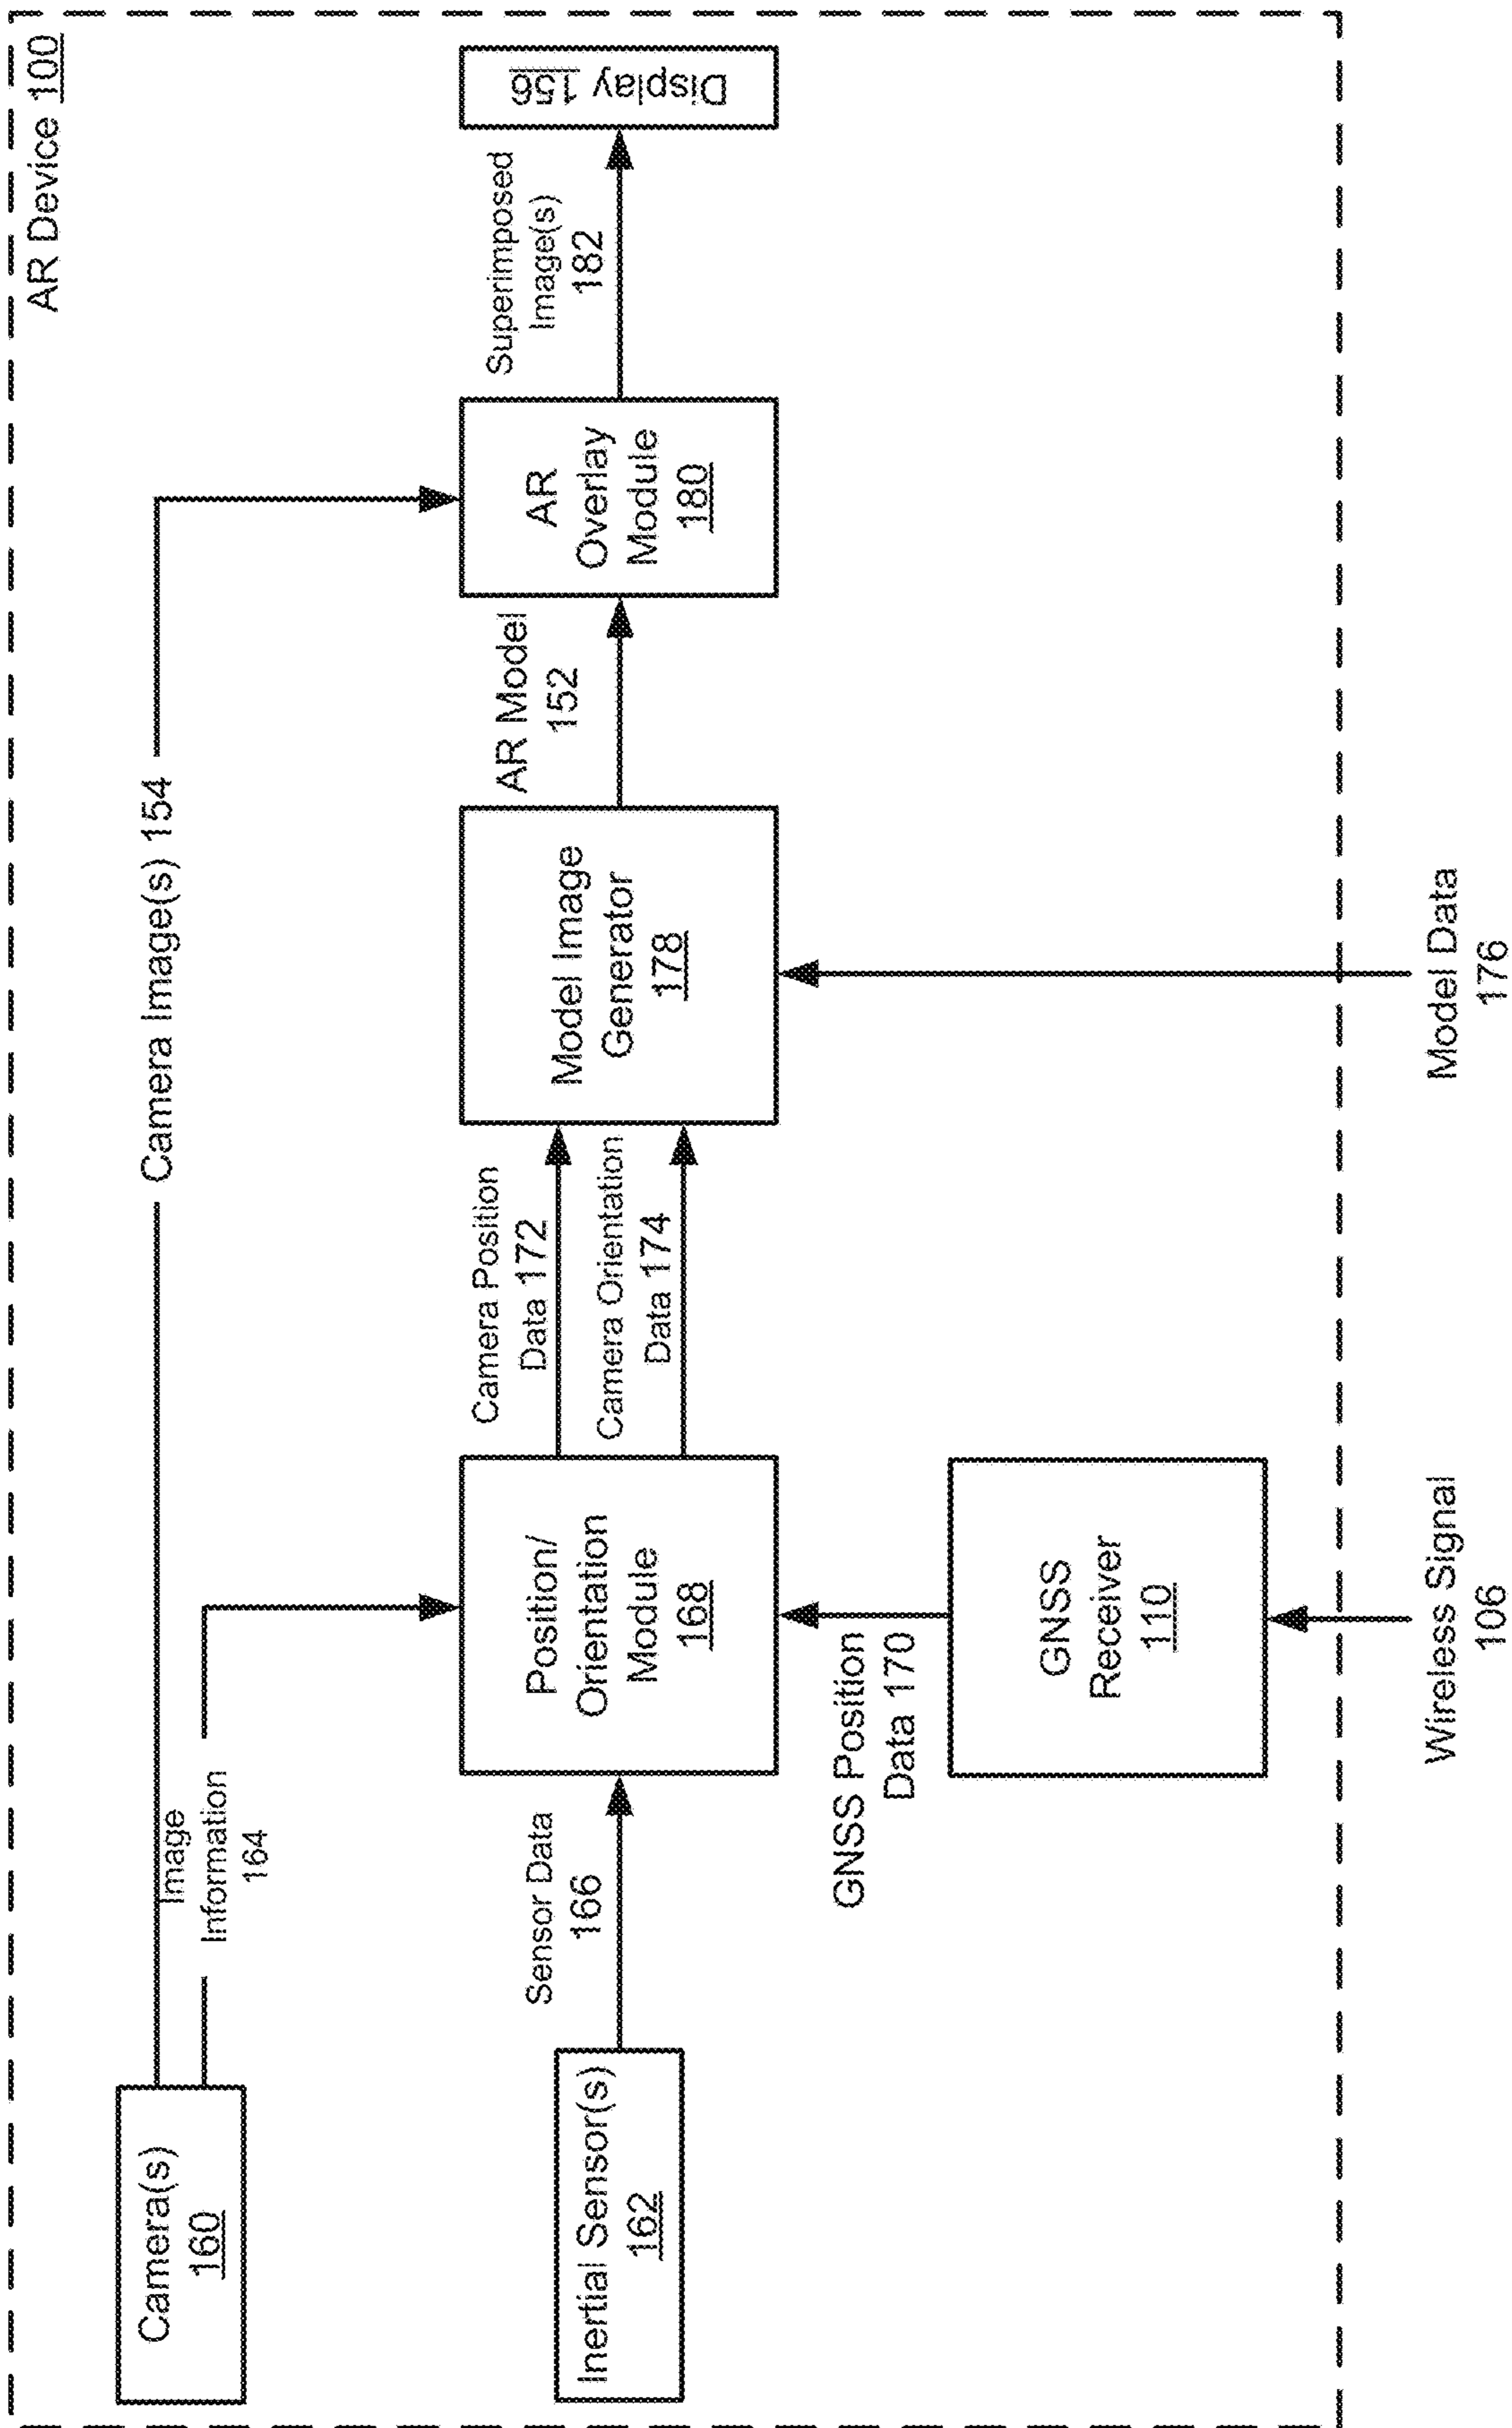 AR Device 100
Camera(s)
160
Camera Image(s) 154
Image
Information
164
Inertial Sensor(s)
162
Sensor Data
166
Position/
Orientation
Module
168
Camera Position
Data 172
Camera Orientation
Data 174
Model Image
Generator
178
AR Model
152
AR
Overlay
Module
180
Superimposed
Image(s)
182
Display 156
GNSS Position
Data 170
GNSS
Receiver
110
Wireless Signal
106
Model Data
176